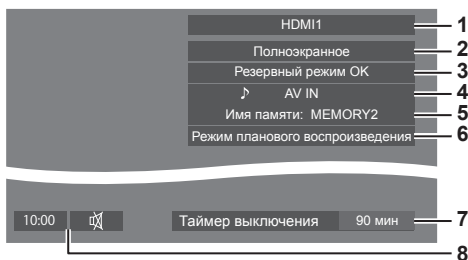 HDMI1 1
Полноэкранное 2
Резервный режим OK 3
♪ AV IN 4
Имя памяти: MEMORY2 5
Режим планового воспроизведения 6
10:00 Таймер выключения 90 мин 7
8